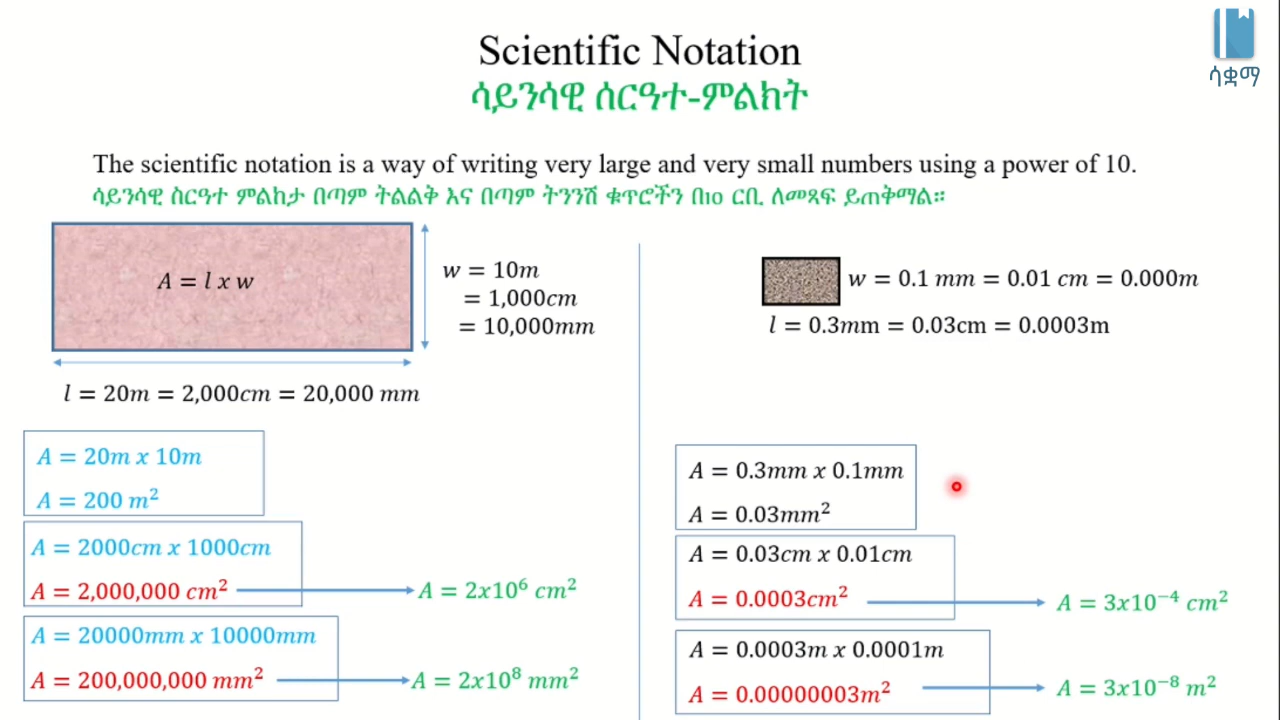 Scientific Notation
ሳይንሳዊ ሰርዓተ-ምልክት
ሳቋማ
The scientific notation is a way of writing very large and very small numbers using a power of 10.
ሳይንሳዊ ስርዓተ ምልከታ በጣም ትልልቅ እና በጣም ትንንሽ ቁጥሮችን በ10 ርቢ ለመጻፍ ይጠቅማል።
A = l x w
w = 10m
= 1,000cm
= 10,000mm
l = 20m = 2,000cm = 20,000 mm
A = 20m x 10m
A = 200 m²
A = 2000cm x 1000cm
A = 2,000,000 cm²
A = 2x10⁶ cm²
A = 20000mm x 10000mm
A = 200,000,000 mm²
A = 2x10⁸ mm²
w = 0.1 mm = 0.01 cm = 0.000m
l = 0.3mm = 0.03cm = 0.0003m
A = 0.3mm x 0.1mm
A = 0.03mm²
A = 0.03cm x 0.01cm
A = 0.0003cm²
A = 3x10⁻⁴ cm²
A = 0.0003m x 0.0001m
A = 0.00000003m²
A = 3x10⁻⁸ m²